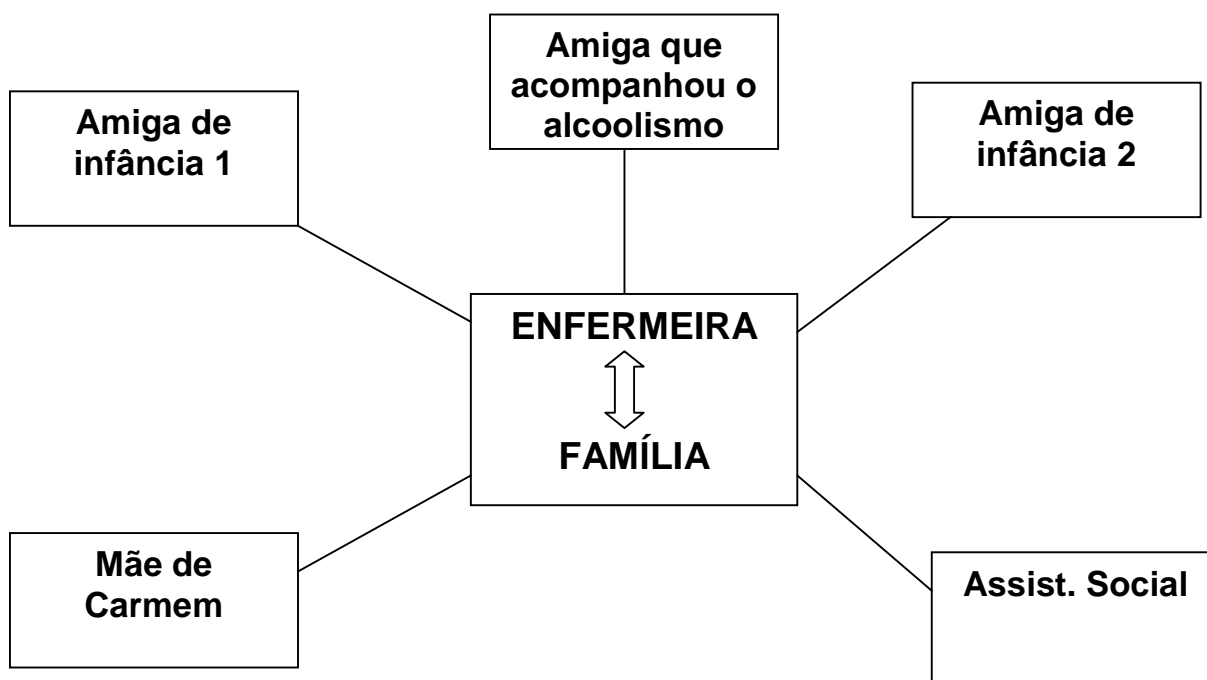 Amiga que
acompanhou o
alcoolismo
Amiga de
infância 1
Amiga de
infância 2
ENFERMEIRA
FAMÍLIA
Mãe de
Carmem
Assist. Social